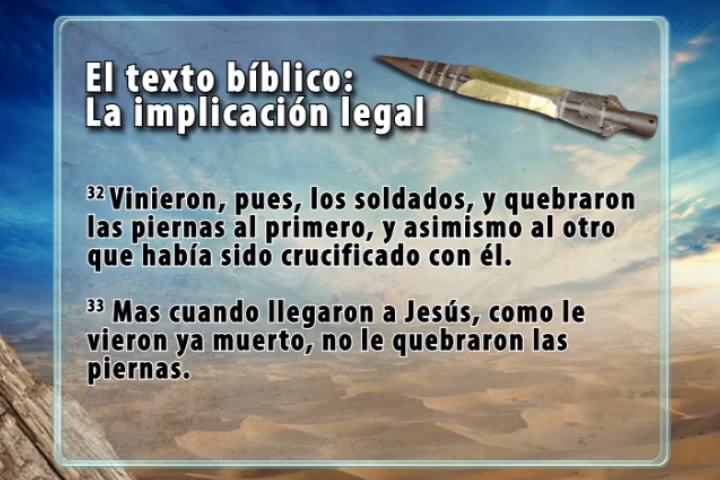 El texto bíblico:
La implicación legal
32 Vinieron, pues, los soldados, y quebraron
las piernas al primero, y asimismo al otro
que había sido crucificado con él.
33 Mas cuando llegaron a Jesús, como le
vieron ya muerto, no le quebraron las
piernas.